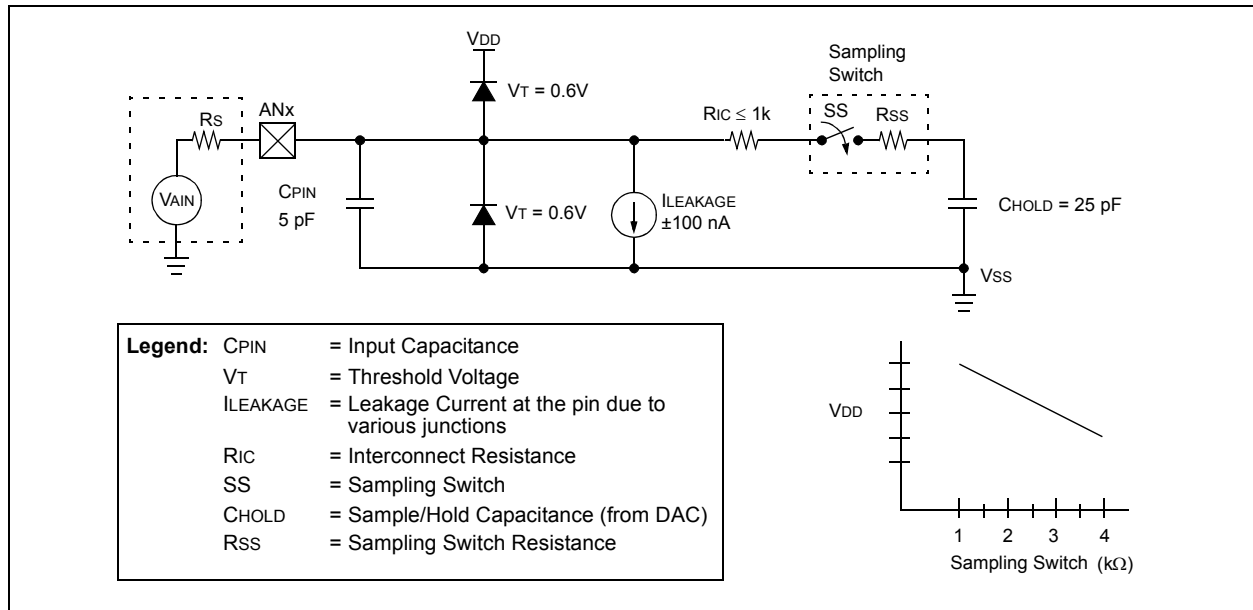 VDD
Sampling
Switch
VT = 0.6V
RS
ANx
RIC ≤ 1k
SS
RSS
VAIN
CPIN
5 pF
VT = 0.6V
ILEAKAGE
±100 nA
CHOLD = 25 pF
VSS
Legend: CPIN = Input Capacitance
VT = Threshold Voltage
ILEAKAGE = Leakage Current at the pin due to
various junctions
RIC = Interconnect Resistance
SS = Sampling Switch
CHOLD = Sample/Hold Capacitance (from DAC)
RSS = Sampling Switch Resistance
VDD
1 2 3 4
Sampling Switch (kΩ)